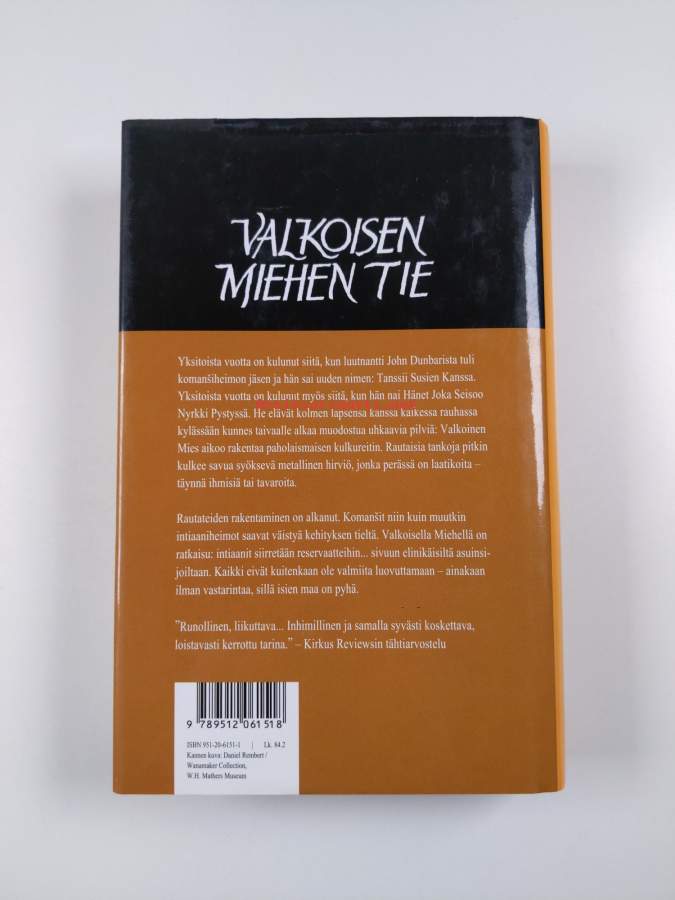 VALKOISEN
MIEHEN TIE
Yksitoista vuotta on kulunut siitä, kun luutnantti John Dunbarista tuli
komanšiheimon jäsen ja hän sai uuden nimen: Tanssii Susien Kanssa.
Yksitoista vuotta on kulunut myös siitä, kun hän nai Hänet Joka Seisoo
Nyrkki Pystyssä. He elävät kolmen lapsensa kanssa kaikessa rauhassa
kylässään kunnes taivaalle alkaa muodostua uhkaavia pilviä: Valkoinen
Mies aikoo rakentaa paholaismaisen kulkureitin. Rautaisia tankoja pitkin
kulkee savua syöksevä metallinen hirviö, jonka perässä on laatikoita –
täynnä ihmisiä tai tavaroita.
Rautateiden rakentaminen on alkanut. Komanšit niin kuin muutkin
intiaaniheimot saavat väistyä kehityksen tieltä. Valkoisella Miehellä on
ratkaisu: intiaanit siirretään reservaatteihin... sivuun elinikäisiltä asuinsi-
joiltaan. Kaikki eivät kuitenkaan ole valmiita luovuttamaan – ainakaan
ilman vastarintaa, sillä isien maa on pyhä.
”Runollinen, liikuttava... Inhimillinen ja samalla syvästi koskettava,
loistavasti kerrottu tarina.” – Kirkus Reviewsin tähtiarvostelu
9 789512 061518
ISBN 951-20-6151-1 | Lk. 84.2
Kannen kuva: Daniel Rembert /
Wanamaker Collection,
W.H. Mathers Museum